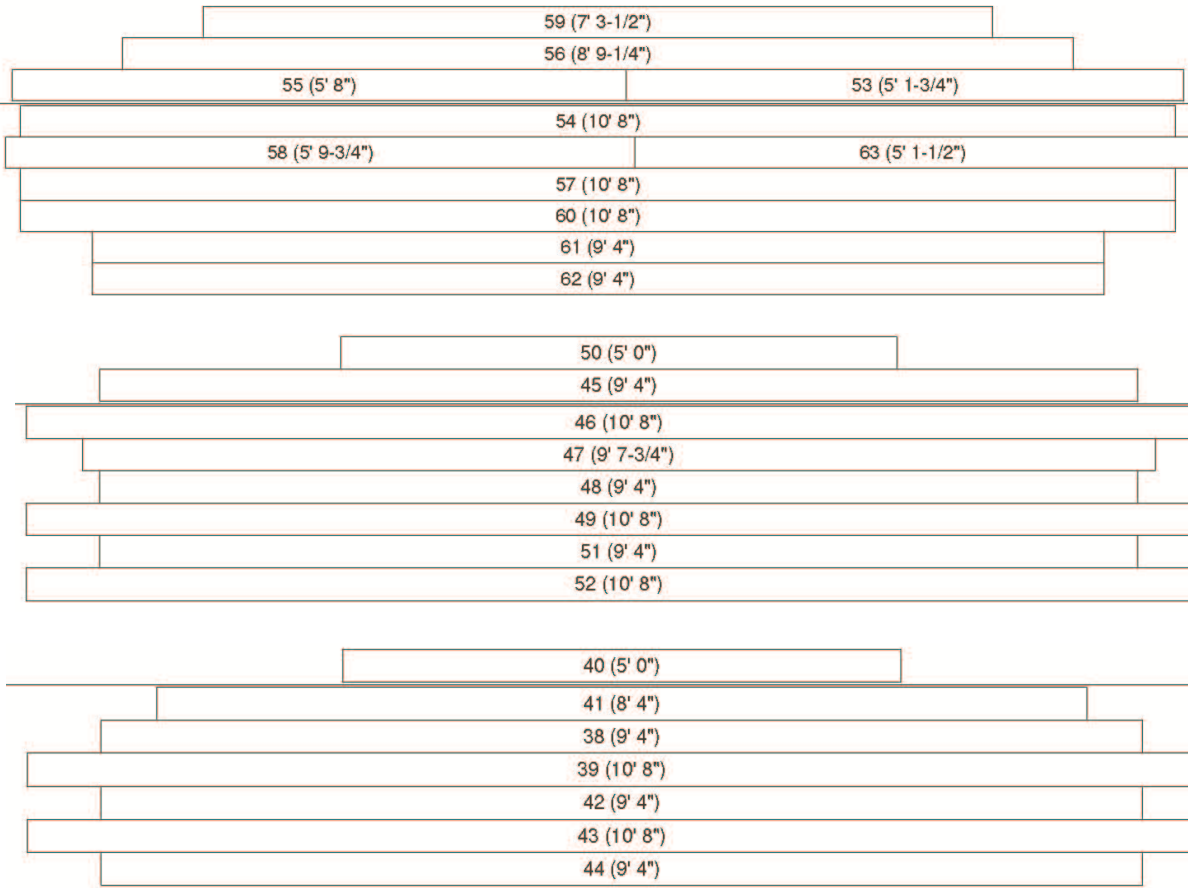 59 (7' 3-1/2")
56 (8' 9-1/4")
55 (5' 8") 53 (5' 1-3/4")
54 (10' 8")
58 (5' 9-3/4") 63 (5' 1-1/2")
57 (10' 8")
60 (10' 8")
61 (9' 4")
62 (9' 4")
50 (5' 0")
45 (9' 4")
46 (10' 8")
47 (9' 7-3/4")
48 (9' 4")
49 (10' 8")
51 (9' 4")
52 (10' 8")
40 (5' 0")
41 (8' 4")
38 (9' 4")
39 (10' 8")
42 (9' 4")
43 (10' 8")
44 (9' 4")